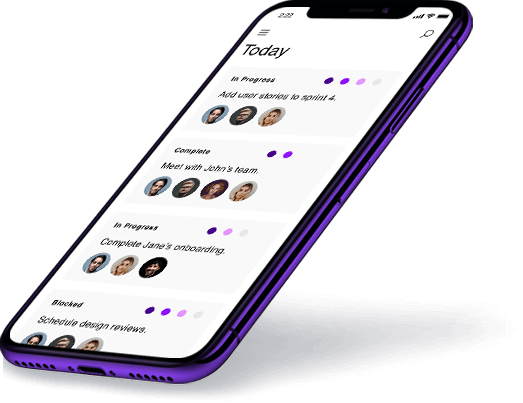 2:22
Today
In Progress
Add user stories to sprint 4.
Complete
Meet with John's team.
In Progress
Complete Jane's onboarding.
Blocked
Schedule design reviews.